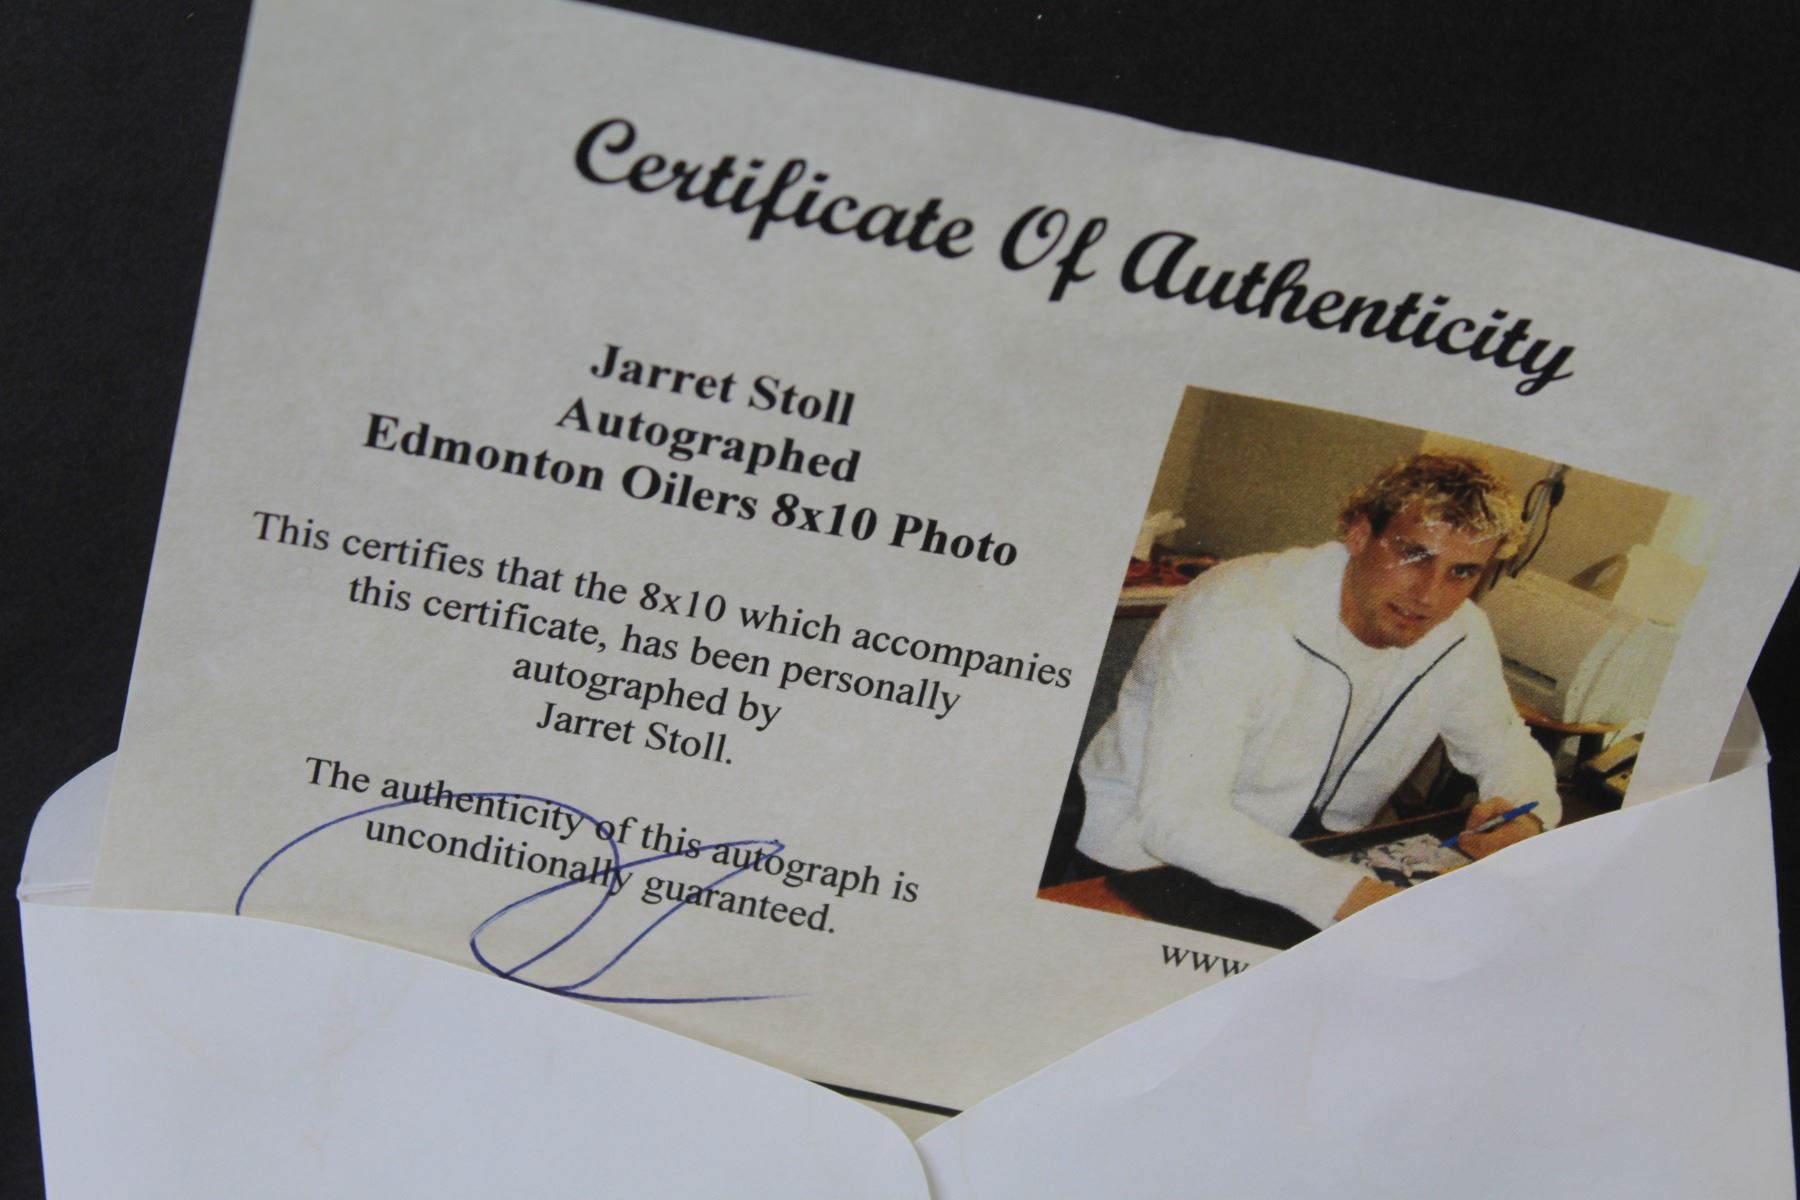 Certificate Of Authenticity
Jarret Stoll
Autographed
Edmonton Oilers 8x10 Photo
This certifies that the 8x10 which accompanies
this certificate, has been personally
autographed by
Jarret Stoll.
The authenticity of this autograph is
unconditionally guaranteed.
www.